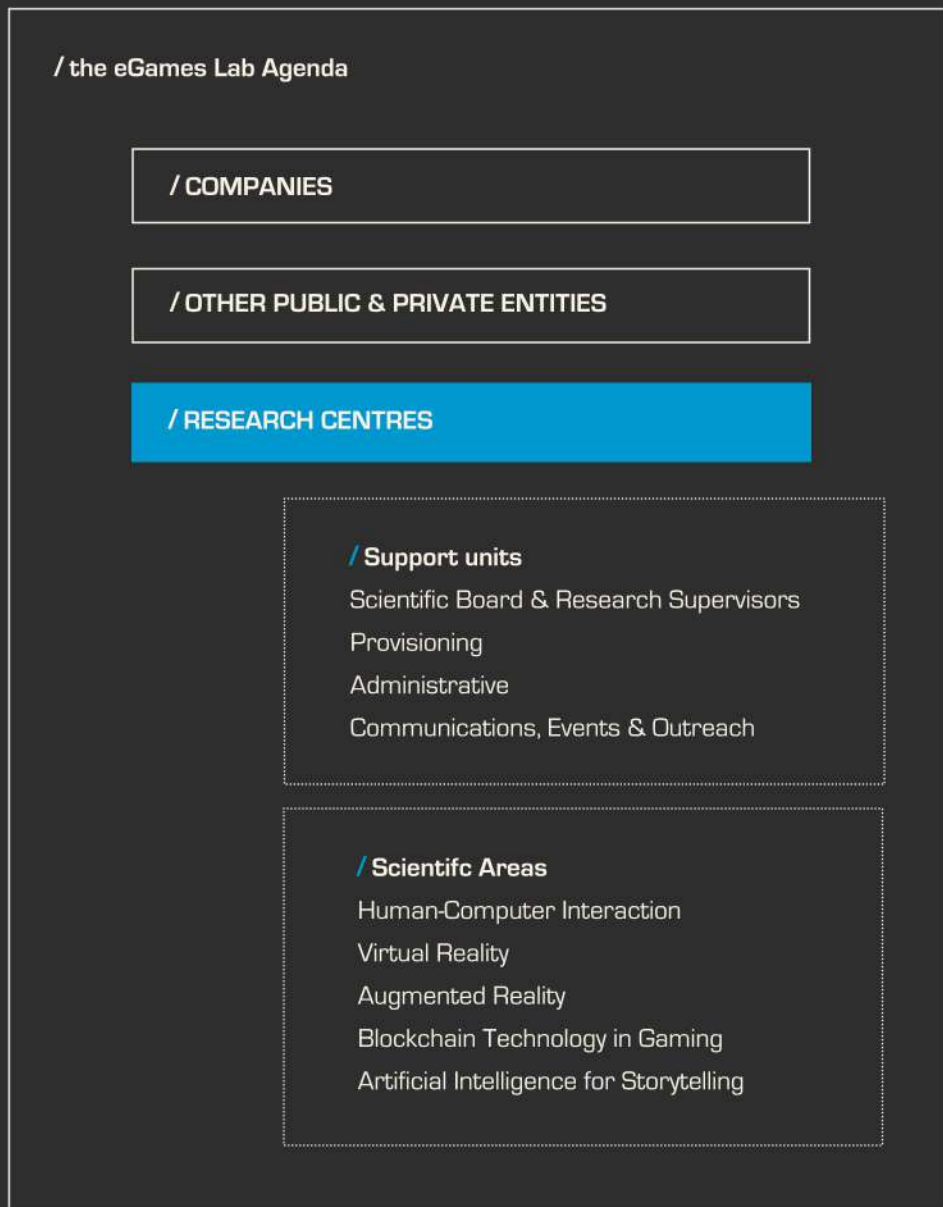 / the eGames Lab Agenda
/ COMPANIES
/ OTHER PUBLIC & PRIVATE ENTITIES
/ RESEARCH CENTRES
/ Support units
Scientific Board & Research Supervisors
Provisioning
Administrative
Communications, Events & Outreach
/ Scientifc Areas
Human-Computer Interaction
Virtual Reality
Augmented Reality
Blockchain Technology in Gaming
Artificial Intelligence for Storytelling